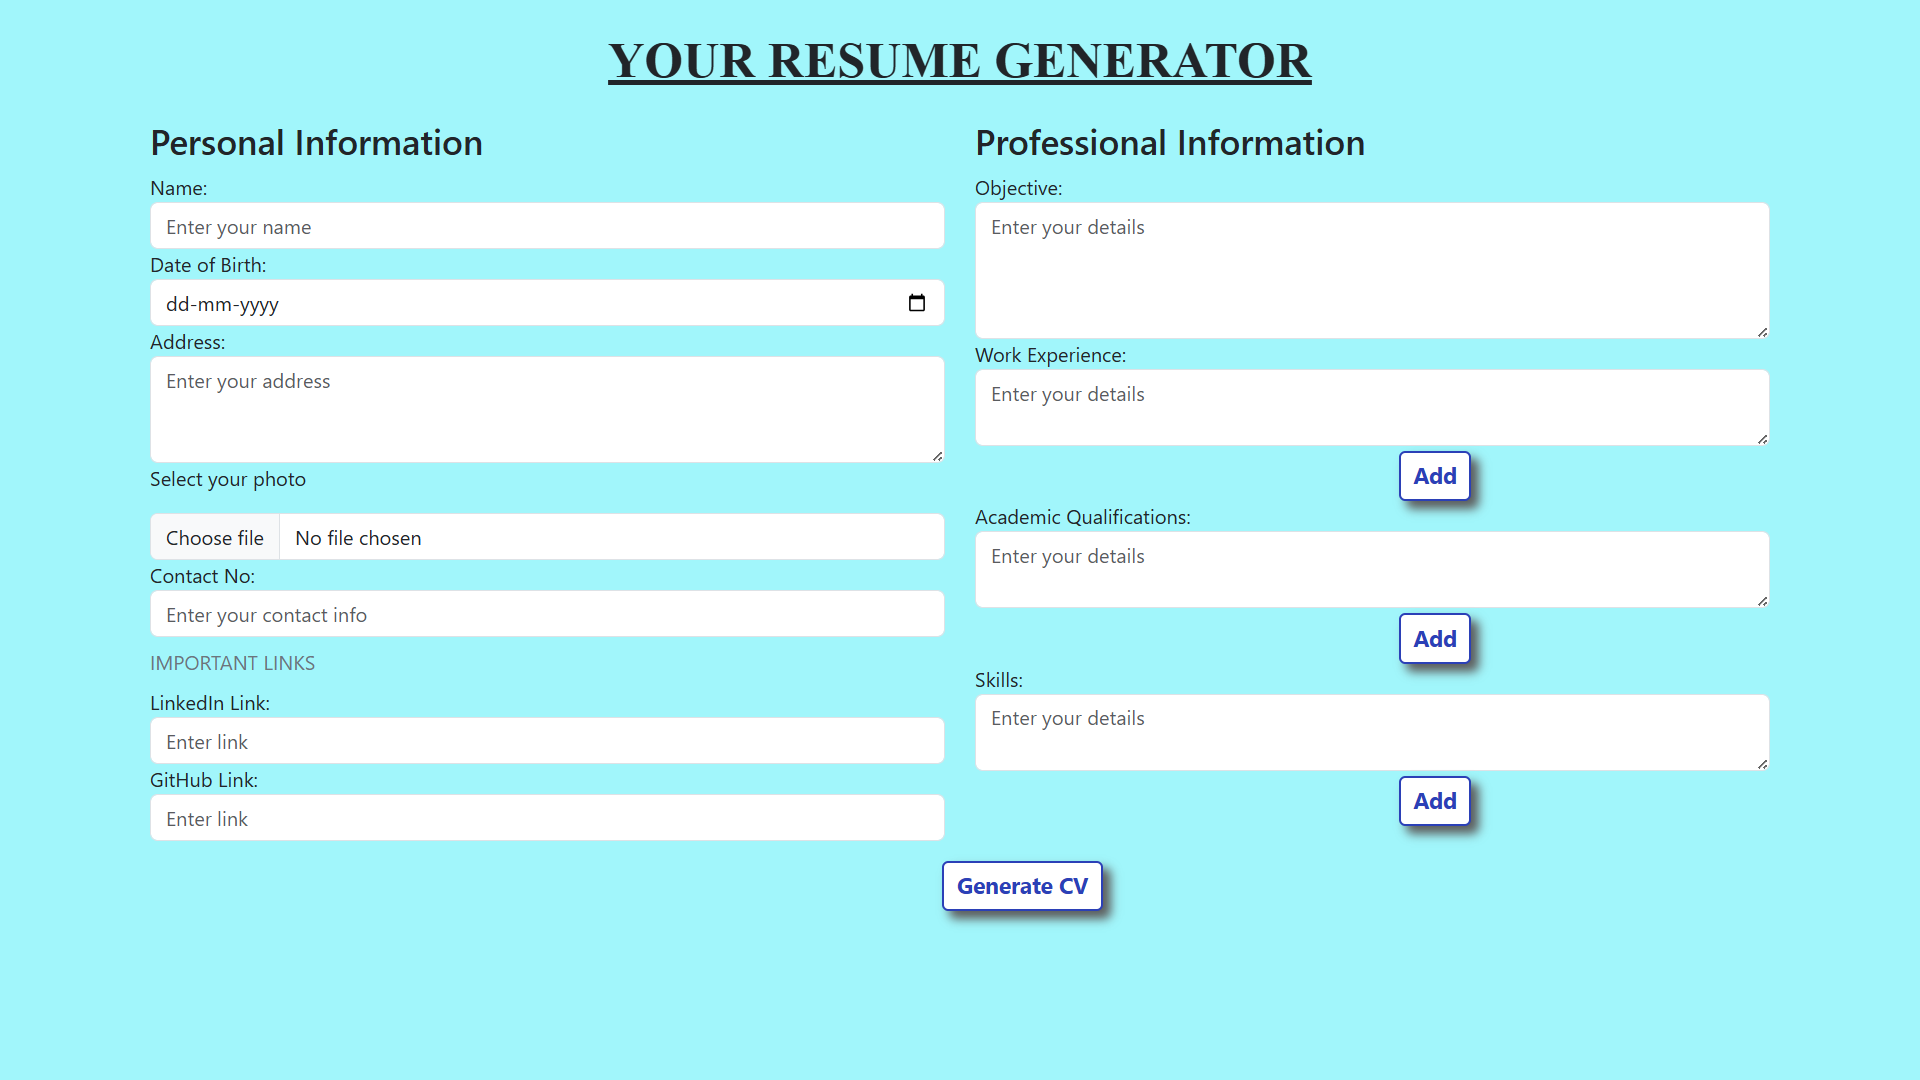 YOUR RESUME GENERATOR
Personal Information
Name:
Enter your name
Date of Birth:
dd-mm-yyyy
Address:
Enter your address
Select your photo
Choose file No file chosen
Contact No:
Enter your contact info
IMPORTANT LINKS
LinkedIn Link:
Enter link
GitHub Link:
Enter link
Professional Information
Objective:
Enter your details
Work Experience:
Enter your details
Add
Academic Qualifications:
Enter your details
Add
Skills:
Enter your details
Add
Generate CV